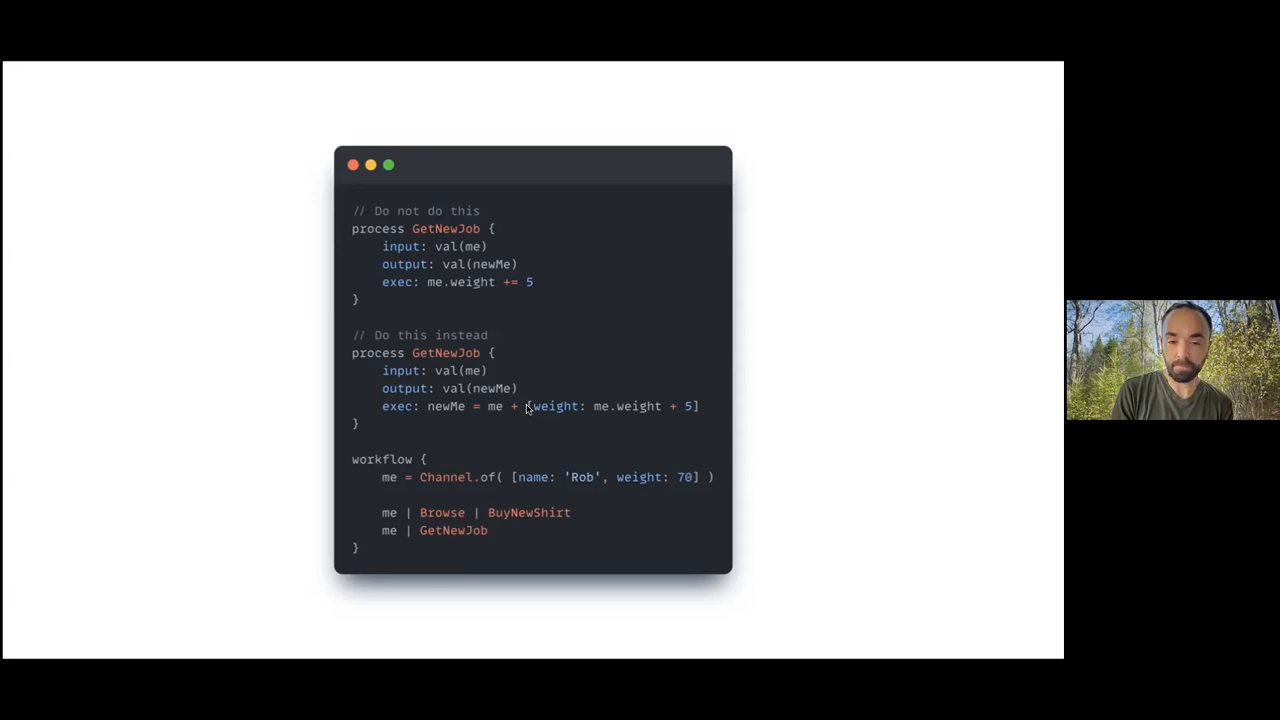 // Do not do this
process GetNewJob {
input: val(me)
output: val(newMe)
exec: me.weight += 5
}
// Do this instead
process GetNewJob {
input: val(me)
output: val(newMe)
exec: newMe = me + [weight: me.weight + 5]
}
workflow {
me = Channel.of( [name: 'Rob', weight: 70] )
me | Browse | BuyNewShirt
me | GetNewJob
}